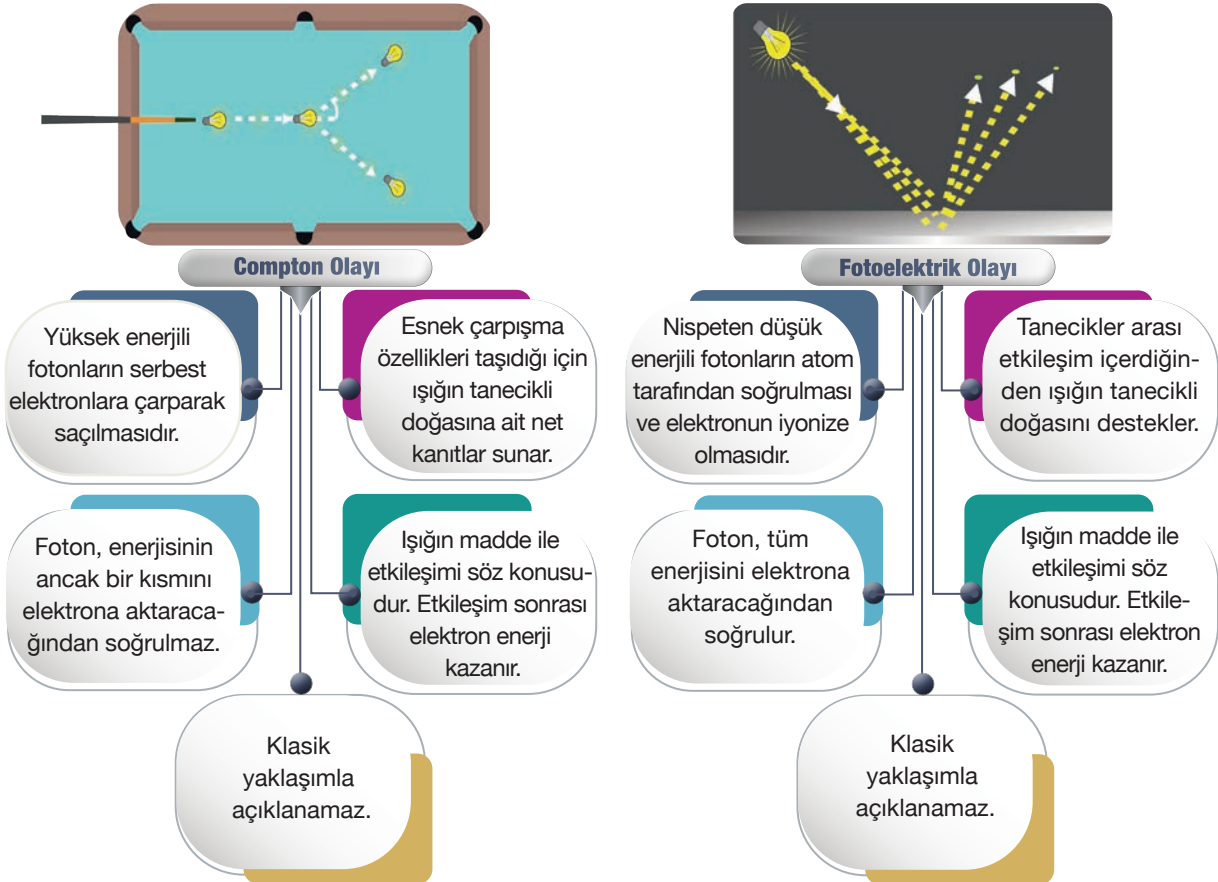 Compton Olayı
Yüksek enerjili
fotonların serbest
elektronlara çarparak
saçılmasıdır.
Esnek çarpışma
özellikleri taşıdığı için
ışığın tanecikli
doğasına ait net
kanıtlar sunar.
Foton, enerjisinin
ancak bir kısmını
elektrona aktaraca-
ğından soğrulmaz.
Işığın madde ile
etkileşimi söz konusu-
dur. Etkileşim sonrası
elektron enerji
kazanır.
Klasik
yaklaşımla
açıklanamaz.
Fotoelektrik Olayı
Nispeten düşük
enerjili fotonların atom
tarafından soğrulması
ve elektronun iyonize
olmasıdır.
Tanecikler arası
etkileşim içerdiğin-
den ışığın tanecikli
doğasını destekler.
Foton, tüm
enerjisini elektrona
aktaracağından
soğrulur.
Işığın madde ile
etkileşimi söz
konusudur. Etkile-
şim sonrası elektron
enerji kazanır.
Klasik
yaklaşımla
açıklanamaz.